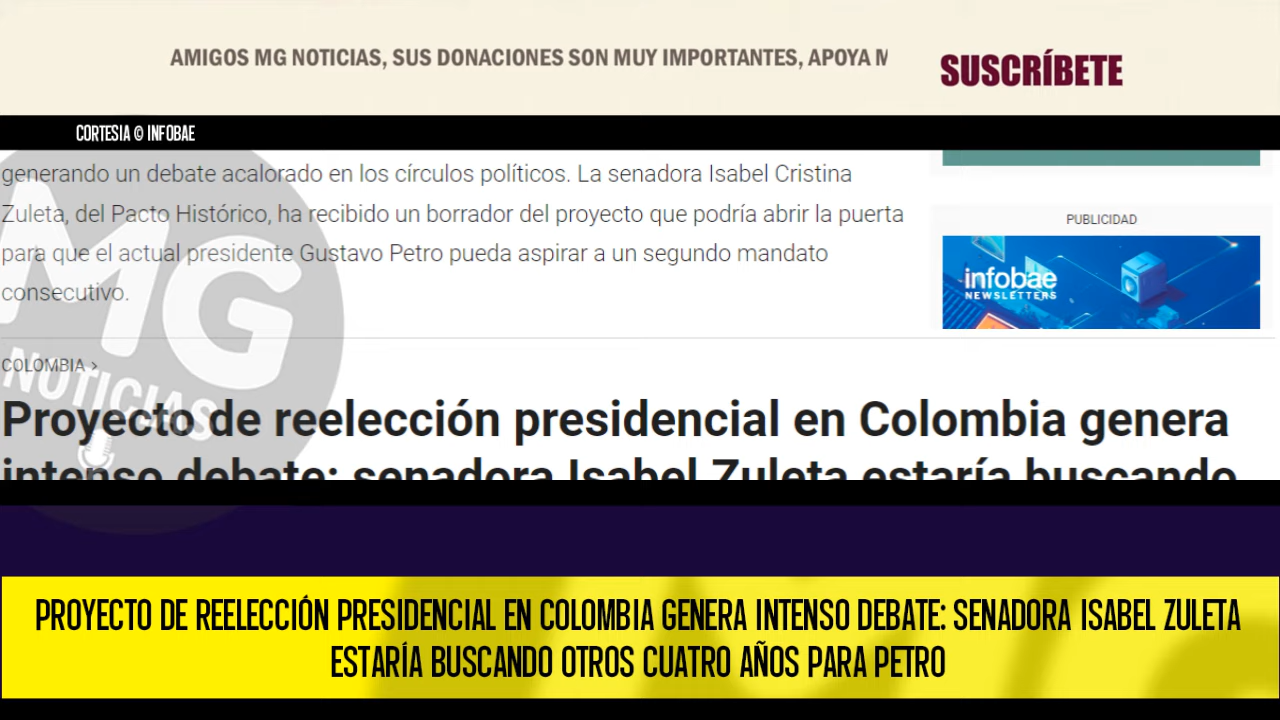 AMIGOS MG NOTICIAS, SUS DONACIONES SON MUY IMPORTANTES, APOYA M
SUSCRÍBETE
CORTESIA © INFOBAE
generando un debate acalorado en los círculos políticos. La senadora Isabel Cristina
Zuleta, del Pacto Histórico, ha recibido un borrador del proyecto que podría abrir la puerta
para que el actual presidente Gustavo Petro pueda aspirar a un segundo mandato
consecutivo.
PUBLICIDAD
infobae
NEWSLETTERS
MG
NOTICIAS
COLOMBIA >
Proyecto de reelección presidencial en Colombia genera
intenso debate: senadora Isabel Zuleta estaría buscando
PROYECTO DE REELECCIÓN PRESIDENCIAL EN COLOMBIA GENERA INTENSO DEBATE: SENADORA ISABEL ZULETA
ESTARÍA BUSCANDO OTROS CUATRO AÑOS PARA PETRO